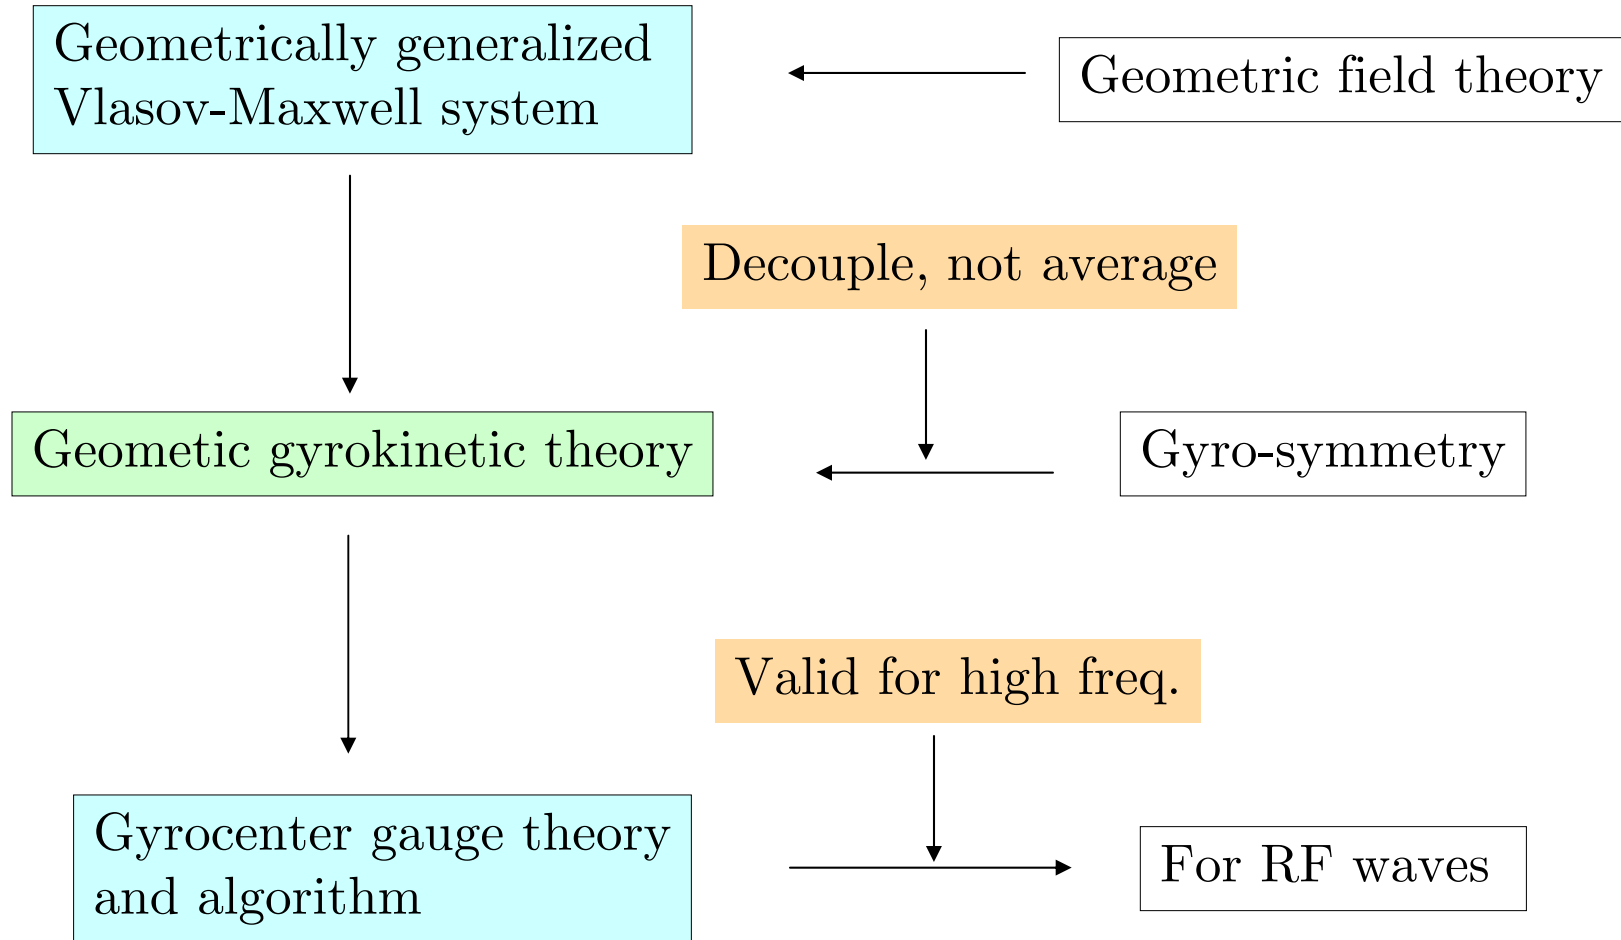 Geometrically generalized
Vlasov-Maxwell system
Geometric field theory
Decouple, not average
Geometic gyrokinetic theory
Gyro-symmetry
Valid for high freq.
Gyrocenter gauge theory
and algorithm
For RF waves